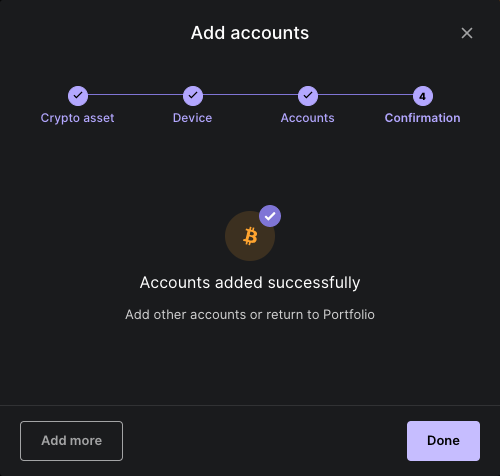 Add accounts
4
Crypto asset
Device
Accounts
Confirmation
Accounts added successfully
Add other accounts or return to Portfolio
Add more
Done